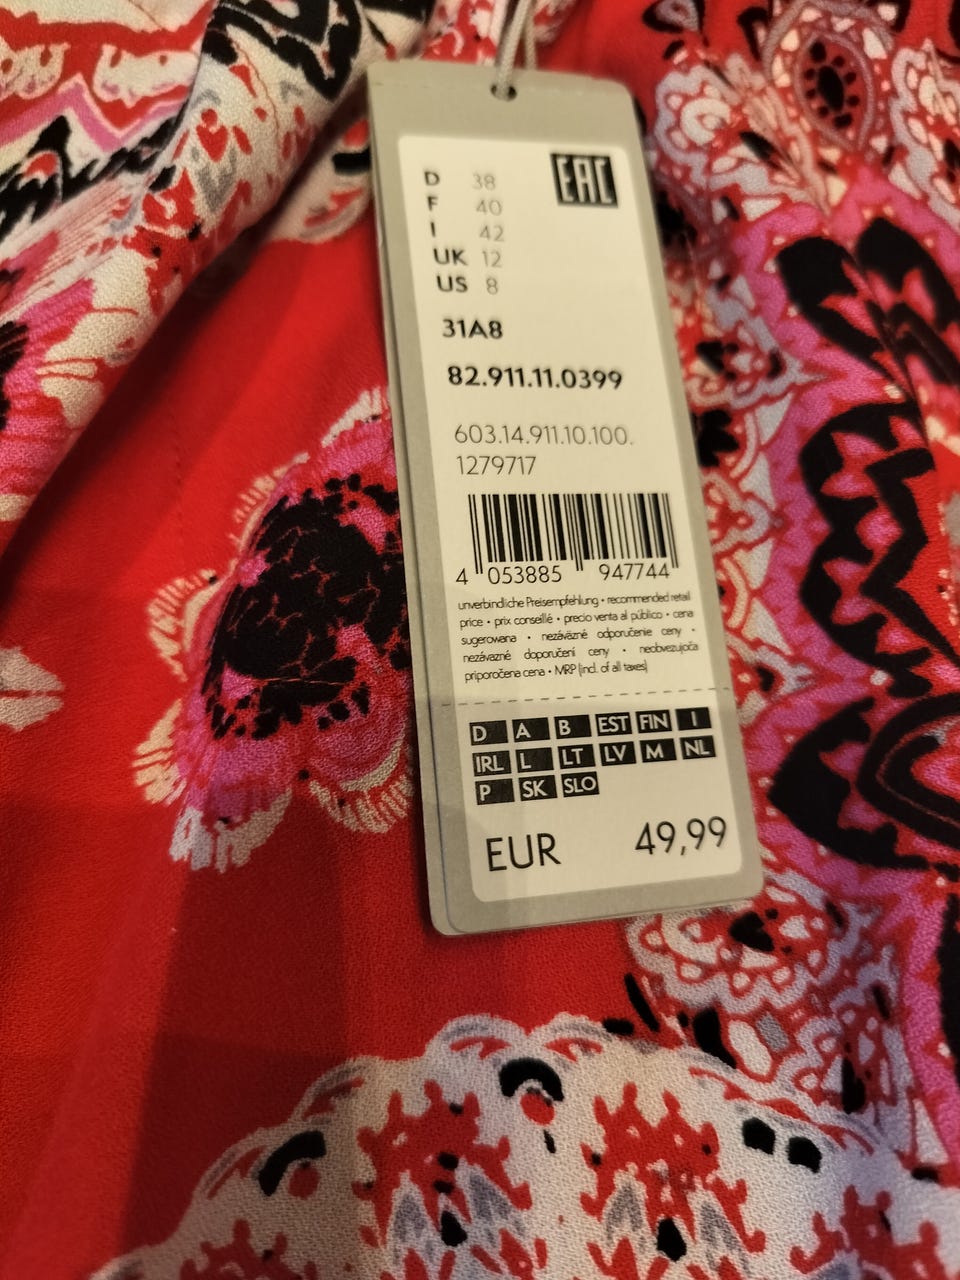 EAC
D 38
F 40
I 42
UK 12
US 8
31A8
82.911.11.0399
603.14.911.10.100.
1279717
4 053885 947744
unverbindliche Preisempfehlung • recommended retail
price • prix conseillé • precio venta al público • cena
sugerowana • nezáväzné odporučenie ceny •
nezávazné doporučení ceny • neobvezujoča
priporočena cena • MRP (incl. of all taxes)
D A B EST FIN I
IRL L LT LV M NL
P SK SLO
EUR 49,99